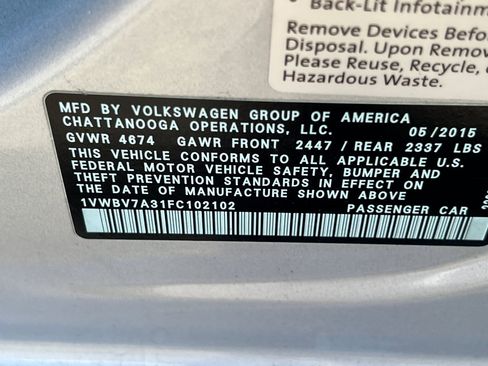 • Back-Lit Infotainm
Remove Devices Befo
Disposal. Upon Remov
Please Reuse, Recycle,
Hazardous Waste.
MFD BY VOLKSWAGEN GROUP OF AMERICA
CHATTANOOGA OPERATIONS, LLC. 05/2015
GVWR 4674 GAWR FRONT 2447 / REAR 2337 LBS
THIS VEHICLE CONFORMS TO ALL APPLICABLE U.S.
FEDERAL MOTOR VEHICLE SAFETY, BUMPER AND
THEFT PREVENTION STANDARDS IN EFFECT ON
THE DATE OF MANUFACTURE SHOWN ABOVE
1VWBV7A31FC102102 PASSENGER CAR